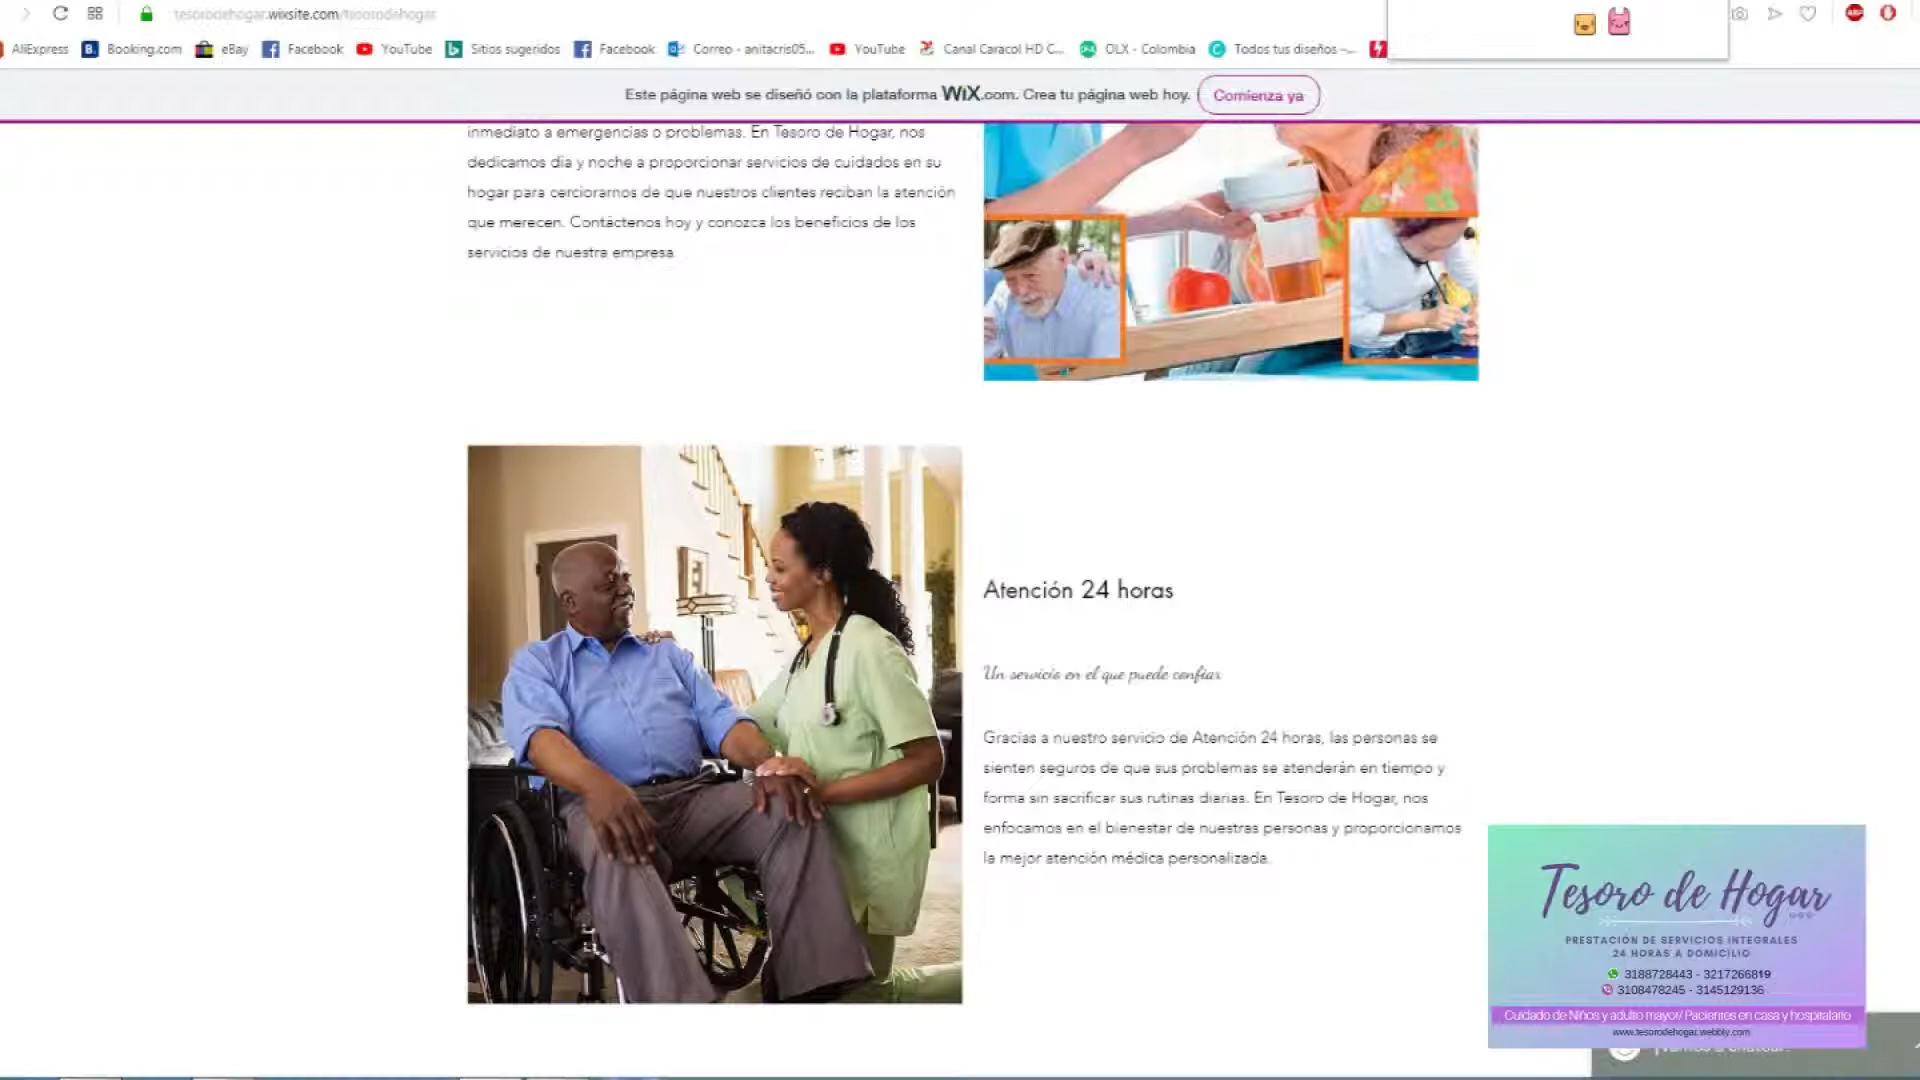 tesorodehogar.wixsite.com/tesorodehogar
AliExpress Booking.com eBay Facebook YouTube Sitios sugeridos Facebook Correo - anitacris05... YouTube Canal Caracol HD C... OLX - Colombia Todos tus diseños –...
Este página web se diseñó con la plataforma WiX.com. Crea tu página web hoy. Comienza ya
inmediato a emergencias o problemas. En Tesoro de Hogar, nos
dedicamos dia y noche a proporcionar servicios de cuidados en su
hogar para cerciorarnos de que nuestros clientes reciban la atención
que merecen. Contáctenos hoy y conozca los beneficios de los
servicios de nuestra empresa
Atención 24 horas
Un servicio en el que puede confiar
Gracias a nuestro servicio de Atención 24 horas, las personas se
sienten seguros de que sus problemas se atenderán en tiempo y
forma sin sacrificar sus rutinas diarias. En Tesoro de Hogar, nos
enfocamos en el bienestar de nuestras personas y proporcionamos
la mejor atención médica personalizada.
Tesoro de Hogar
PRESTACIÓN DE SERVICIOS INTEGRALES
24 HORAS A DOMICILIO
3188728443 - 3217266819
3108478245 - 3145129136
Cuidado de Niños y adulto mayor/ Pacientes en casa y hospitalario
www.tesorodehogar.webbly.com